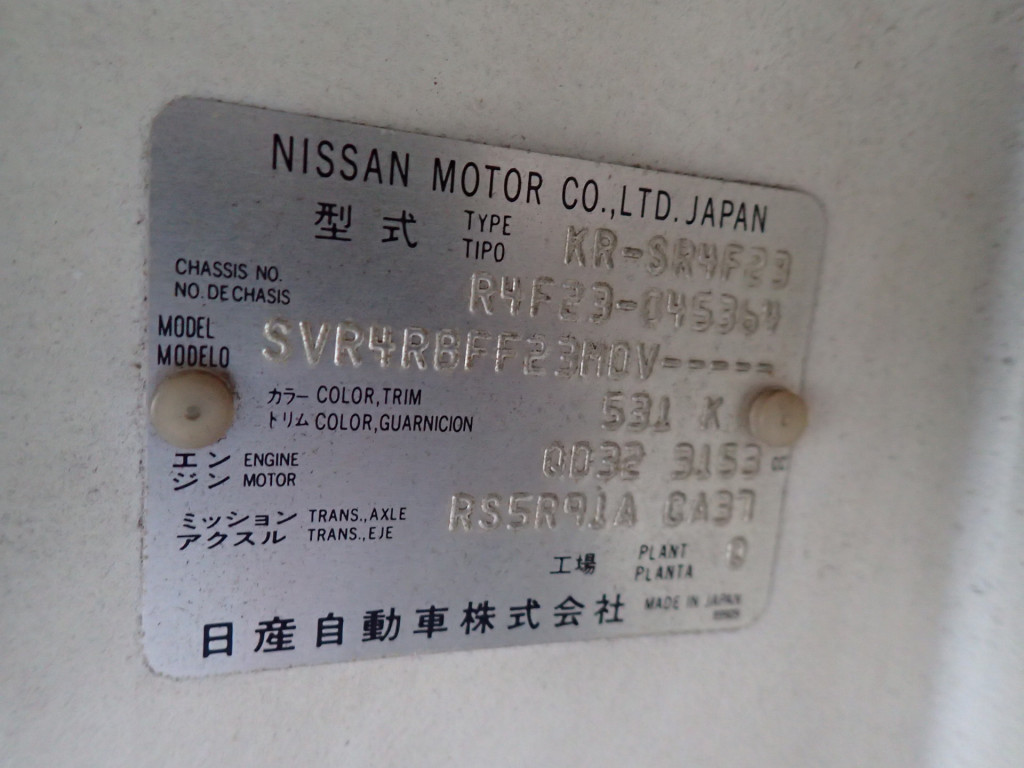 NISSAN MOTOR CO.,LTD. JAPAN
型式 TYPE TIPO KR-SR4F23
CHASSIS NO. NO. DE CHASIS R4F23-045364
MODEL MODELO SVR4RBFF23MQV-----
カラー COLOR, TRIM
トリム COLOR, GUARNICION 531 K
エンジン ENGINE MOTOR QD32 3153
ミッション TRANS., AXLE
アクスル TRANS., EJE RS5R91A CA37
工場 PLANT PLANTA 0
日産自動車株式会社 MADE IN JAPAN